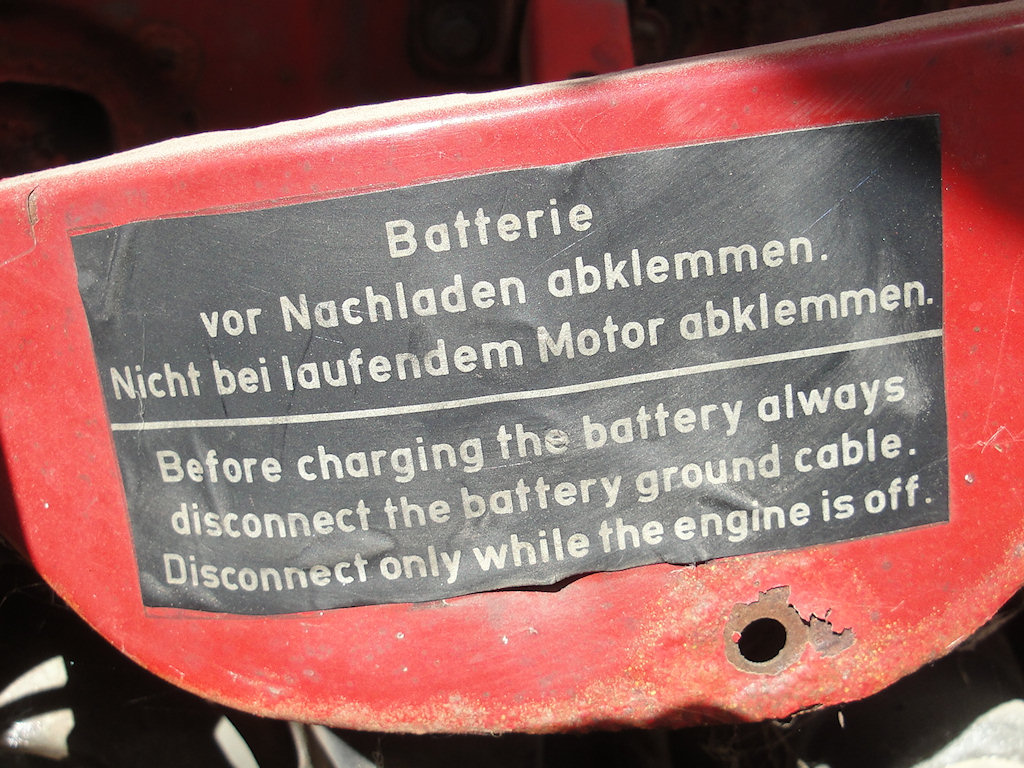 Batterie
vor Nachladen abklemmen.
Nicht bei laufendem Motor abklemmen.
Before charging the battery always
disconnect the battery ground cable.
Disconnect only while the engine is off.